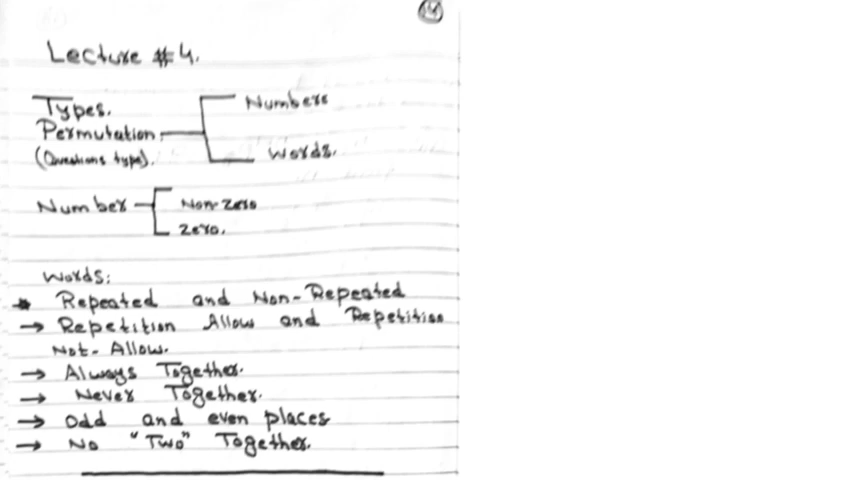 Lecture #4.
Types.
Permutation
(Questions type).
Numbers
Words.
Number
Non-Zero
Zero.
Words:
Repeated and Non-Repeated
→ Repetition Allow and Repetition
Not-Allow.
→ Always Together.
→ Never Together.
→ Odd and even places
→ No "Two" Together.